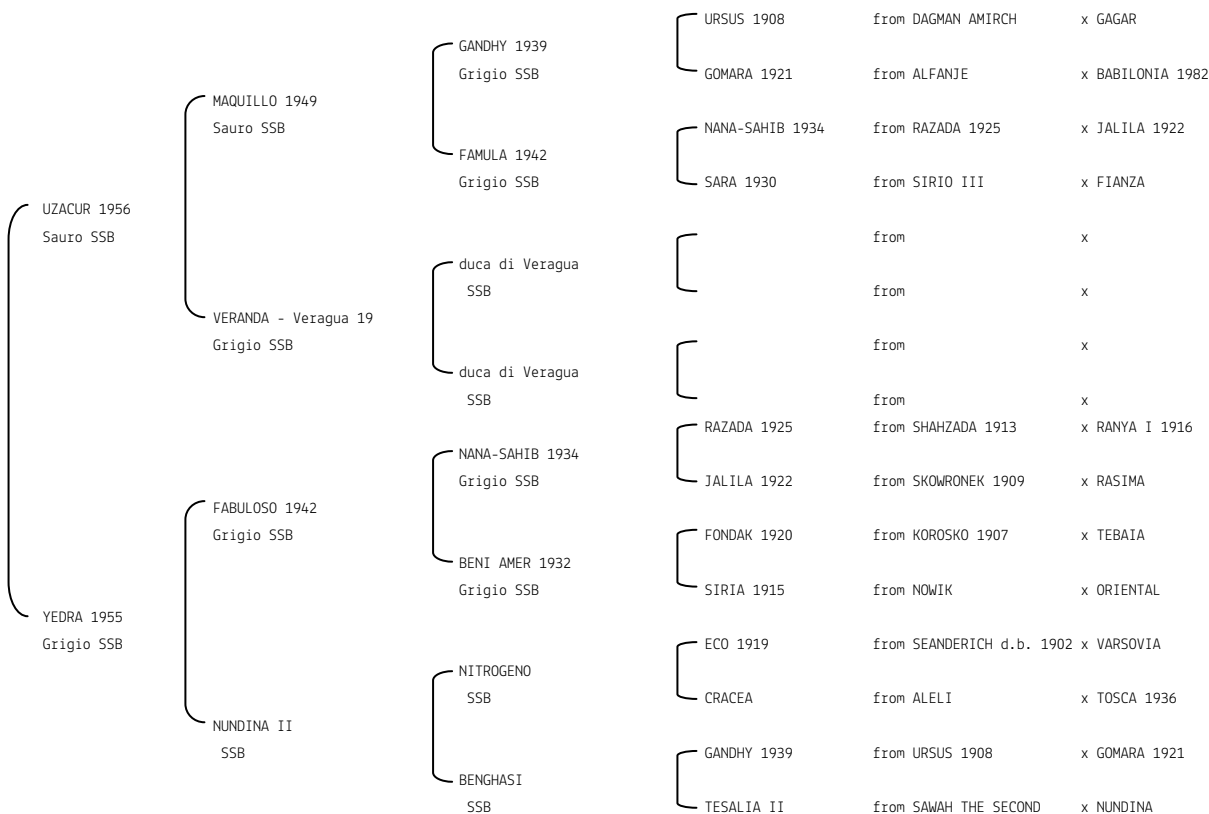 URSUS 1908 from DAGMAN AMIRCH x GAGAR
GANDHY 1939
Grigio SSB
GOMARA 1921 from ALFANJE x BABILONIA 1982
MAQUILLO 1949
Sauro SSB
NANA-SAHIB 1934 from RAZADA 1925 x JALILA 1922
FAMULA 1942
Grigio SSB
SARA 1930 from SIRIO III x FIANZA
UZACUR 1956
Sauro SSB
from x
duca di Veragua
SSB
from x
VERANDA - Veragua 19
Grigio SSB
from x
duca di Veragua
SSB
from x
RAZADA 1925 from SHAHZADA 1913 x RANYA I 1916
NANA-SAHIB 1934
Grigio SSB
JALILA 1922 from SKOWRONEK 1909 x RASIMA
FABULOSO 1942
Grigio SSB
FONDAK 1920 from KOROSKO 1907 x TEBAIA
BENI AMER 1932
Grigio SSB
SIRIA 1915 from NOWIK x ORIENTAL
YEDRA 1955
Grigio SSB
ECO 1919 from SEANDERICH d.b. 1902 x VARSOVIA
NITROGENO
SSB
CRACEA from ALELI x TOSCA 1936
NUNDINA II
SSB
GANDHY 1939 from URSUS 1908 x GOMARA 1921
BENGHASI
SSB
TESALIA II from SAWAH THE SECOND x NUNDINA